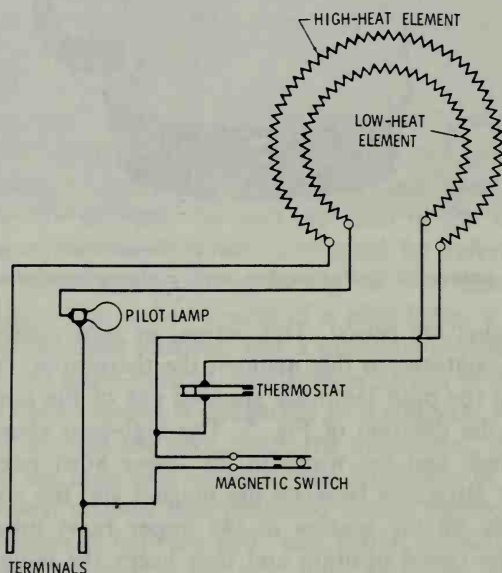 HIGH-HEAT ELEMENT
LOW-HEAT
ELEMENT
PILOT LAMP
THERMOSTAT
MAGNETIC SWITCH
TERMINALS